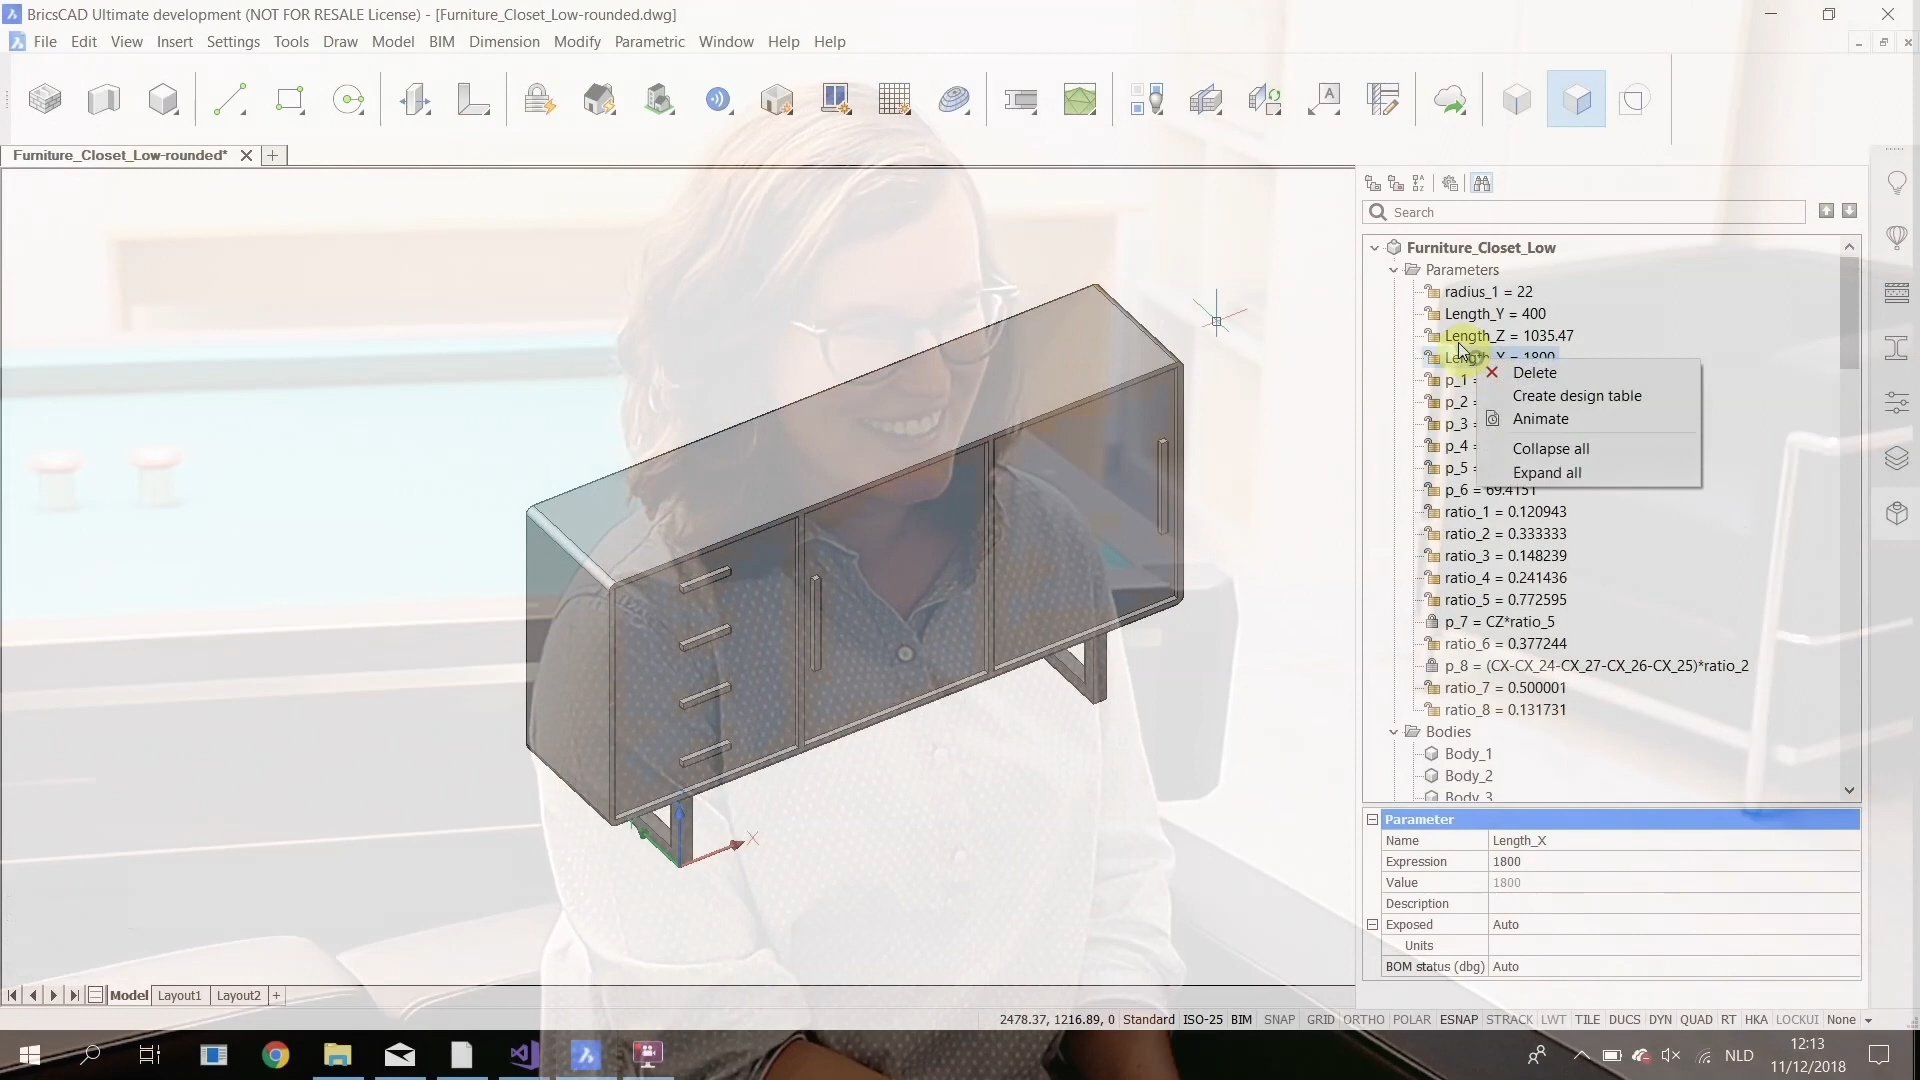 BricsCAD Ultimate development (NOT FOR RESALE License) - [Furniture_Closet_Low-rounded.dwg]
File Edit View Insert Settings Tools Draw Model BIM Dimension Modify Parametric Window Help Help
Furniture_Closet_Low-rounded*
Search
Furniture_Closet_Low
Parameters
radius_1 = 22
Length_Y = 400
Length_Z = 1035.47
Length_X = 1800
p_1 =
p_2 =
p_3 =
p_4 =
p_5 =
p_6 = 69.4151
Delete
Create design table
Animate
Collapse all
Expand all
ratio_1 = 0.120943
ratio_2 = 0.333333
ratio_3 = 0.148239
ratio_4 = 0.241436
ratio_5 = 0.772595
p_7 = CZ*ratio_5
ratio_6 = 0.377244
p_8 = (CX-CX_24-CX_27-CX_26-CX_25)*ratio_2
ratio_7 = 0.500001
ratio_8 = 0.131731
Bodies
Body_1
Body_2
Body_3
Parameter
Name Length_X
Expression 1800
Value 1800
Description
Exposed Auto
Units
BOM status (dbg) Auto
X
Model Layout1 Layout2
2478.37, 1216.89, 0 Standard ISO-25 BIM SNAP GRID ORTHO POLAR ESNAP STRACK LWT TILE DUCS DYN QUAD RT HKA LOCKUI None
NLD
12:13
11/12/2018